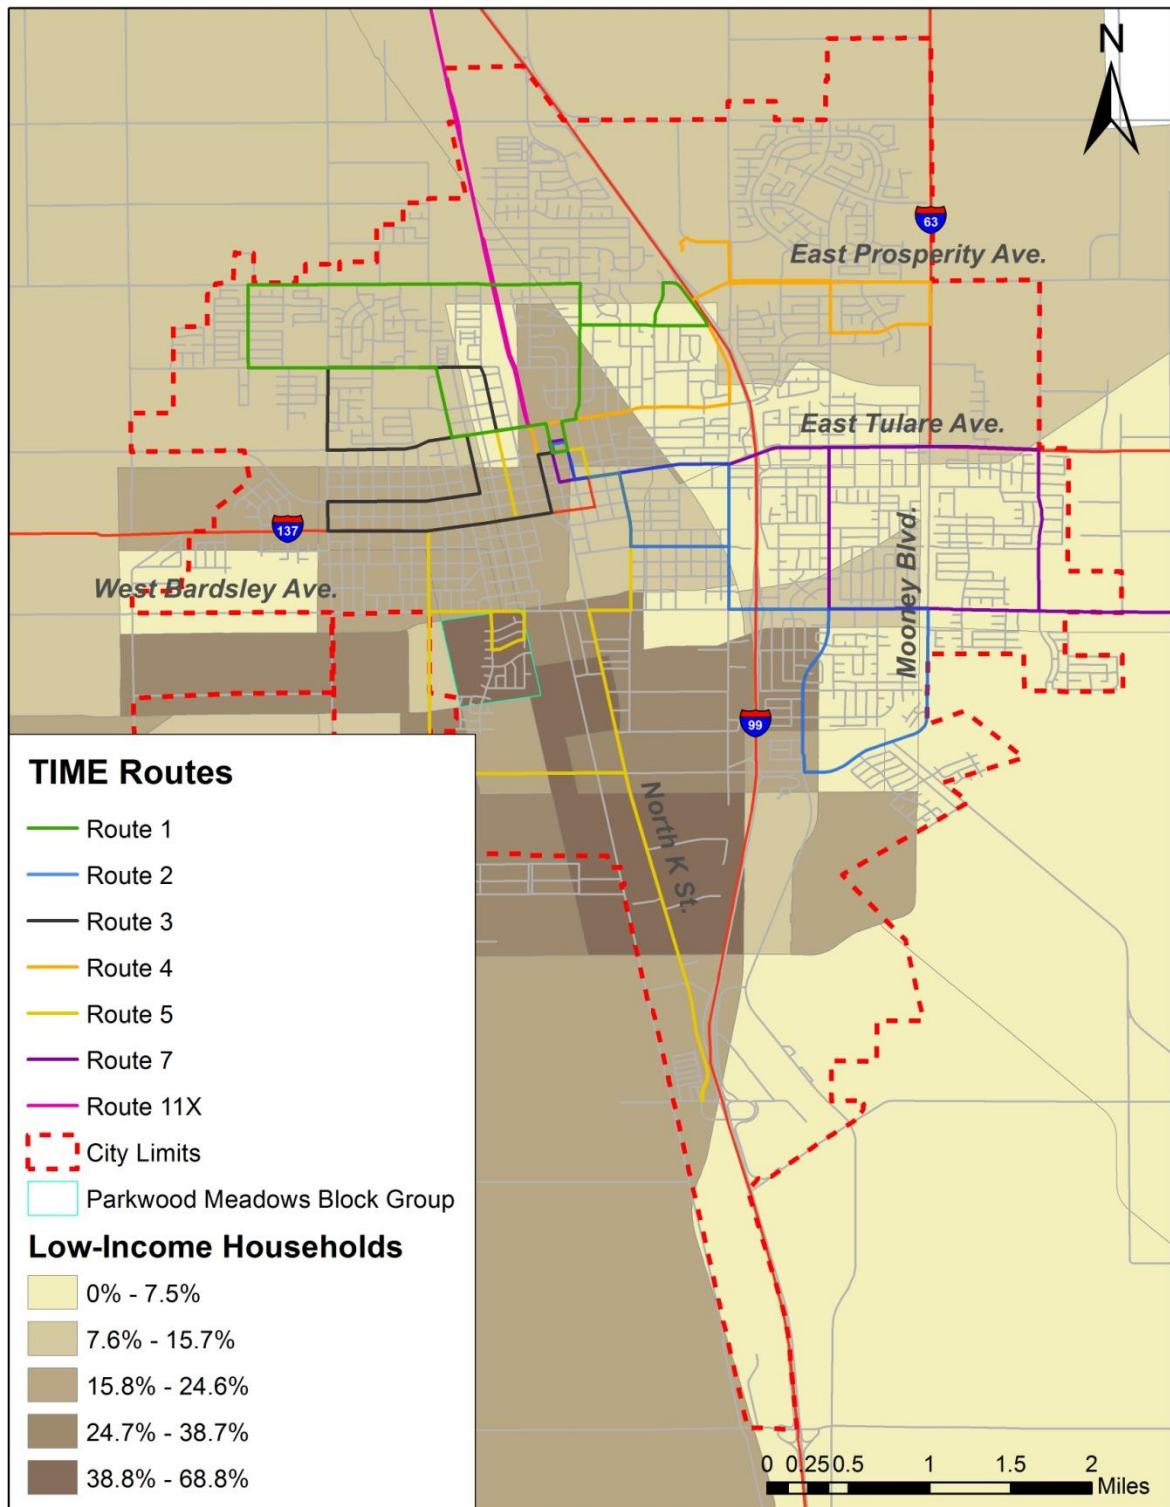 N
63
East Prosperity Ave.
East Tulare Ave.
137
West Bardsley Ave.
Mooney Blvd.
99
North K St.
TIME Routes
Route 1
Route 2
Route 3
Route 4
Route 5
Route 7
Route 11X
City Limits
Parkwood Meadows Block Group
Low-Income Households
0% - 7.5%
7.6% - 15.7%
15.8% - 24.6%
24.7% - 38.7%
38.8% - 68.8%
0 0.25 0.5 1 1.5 2
Miles